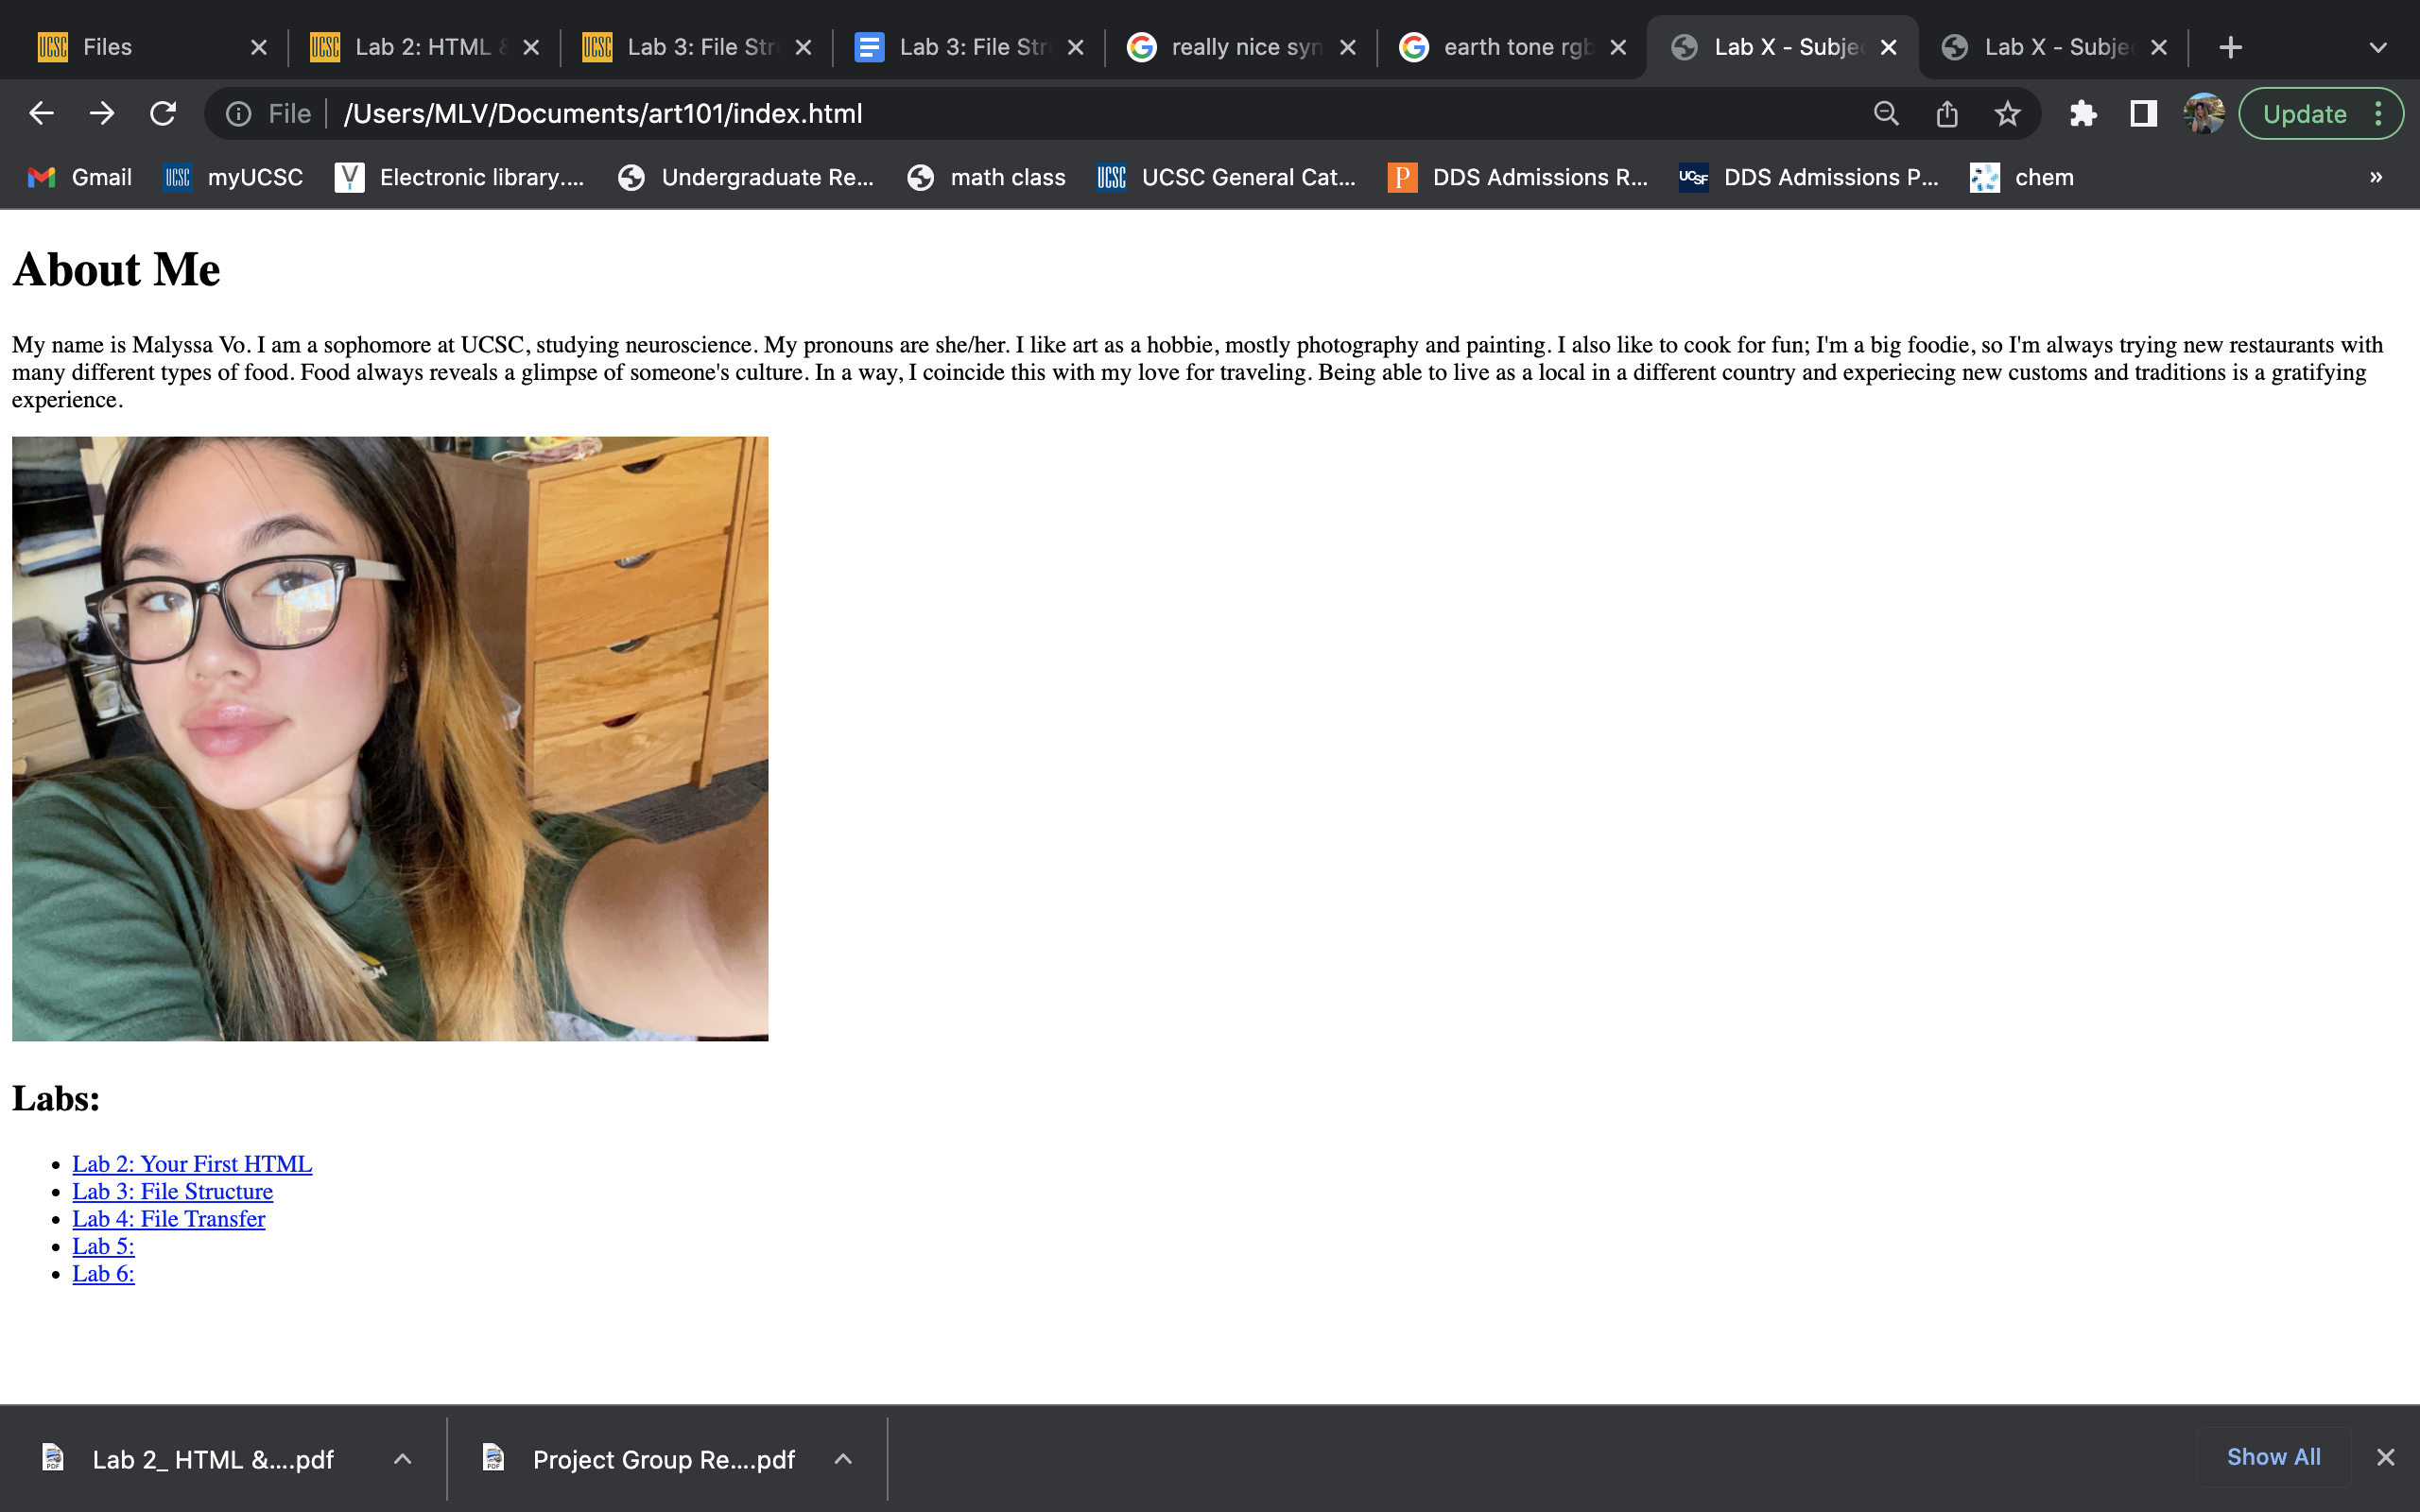 Files
Lab 2: HTML &
Lab 3: File Str
Lab 3: File Str
really nice syn
earth tone rgb
Lab X - Subje
Lab X - Subje
File /Users/MLV/Documents/art101/index.html
Update
Gmail
UCSC myUCSC
Electronic library....
Undergraduate Re...
math class
UCSC UCSC General Cat...
P DDS Admissions R...
UCSF DDS Admissions P...
chem
»
About Me
My name is Malyssa Vo. I am a sophomore at UCSC, studying neuroscience. My pronouns are she/her. I like art as a hobbie, mostly photography and painting. I also like to cook for fun; I'm a big foodie, so I'm always trying new restaurants with
many different types of food. Food always reveals a glimpse of someone's culture. In a way, I coincide this with my love for traveling. Being able to live as a local in a different country and experiecing new customs and traditions is a gratifying
experience.
Labs:
• Lab 2: Your First HTML
• Lab 3: File Structure
• Lab 4: File Transfer
• Lab 5:
• Lab 6:
Lab 2_ HTML &....pdf
Project Group Re....pdf
Show All